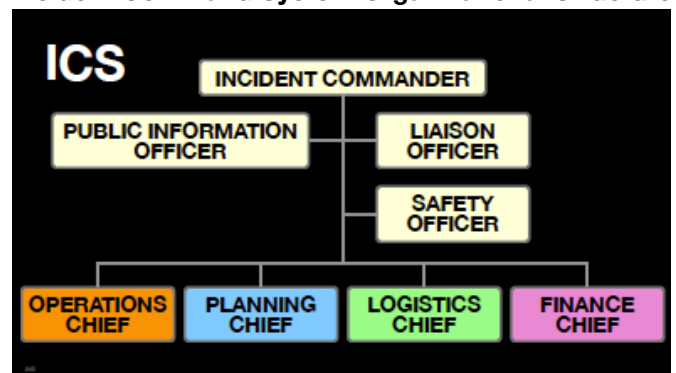 ICS
INCIDENT COMMANDER
PUBLIC INFORMATION
OFFICER
LIAISON
OFFICER
SAFETY
OFFICER
OPERATIONS
CHIEF
PLANNING
CHIEF
LOGISTICS
CHIEF
FINANCE
CHIEF